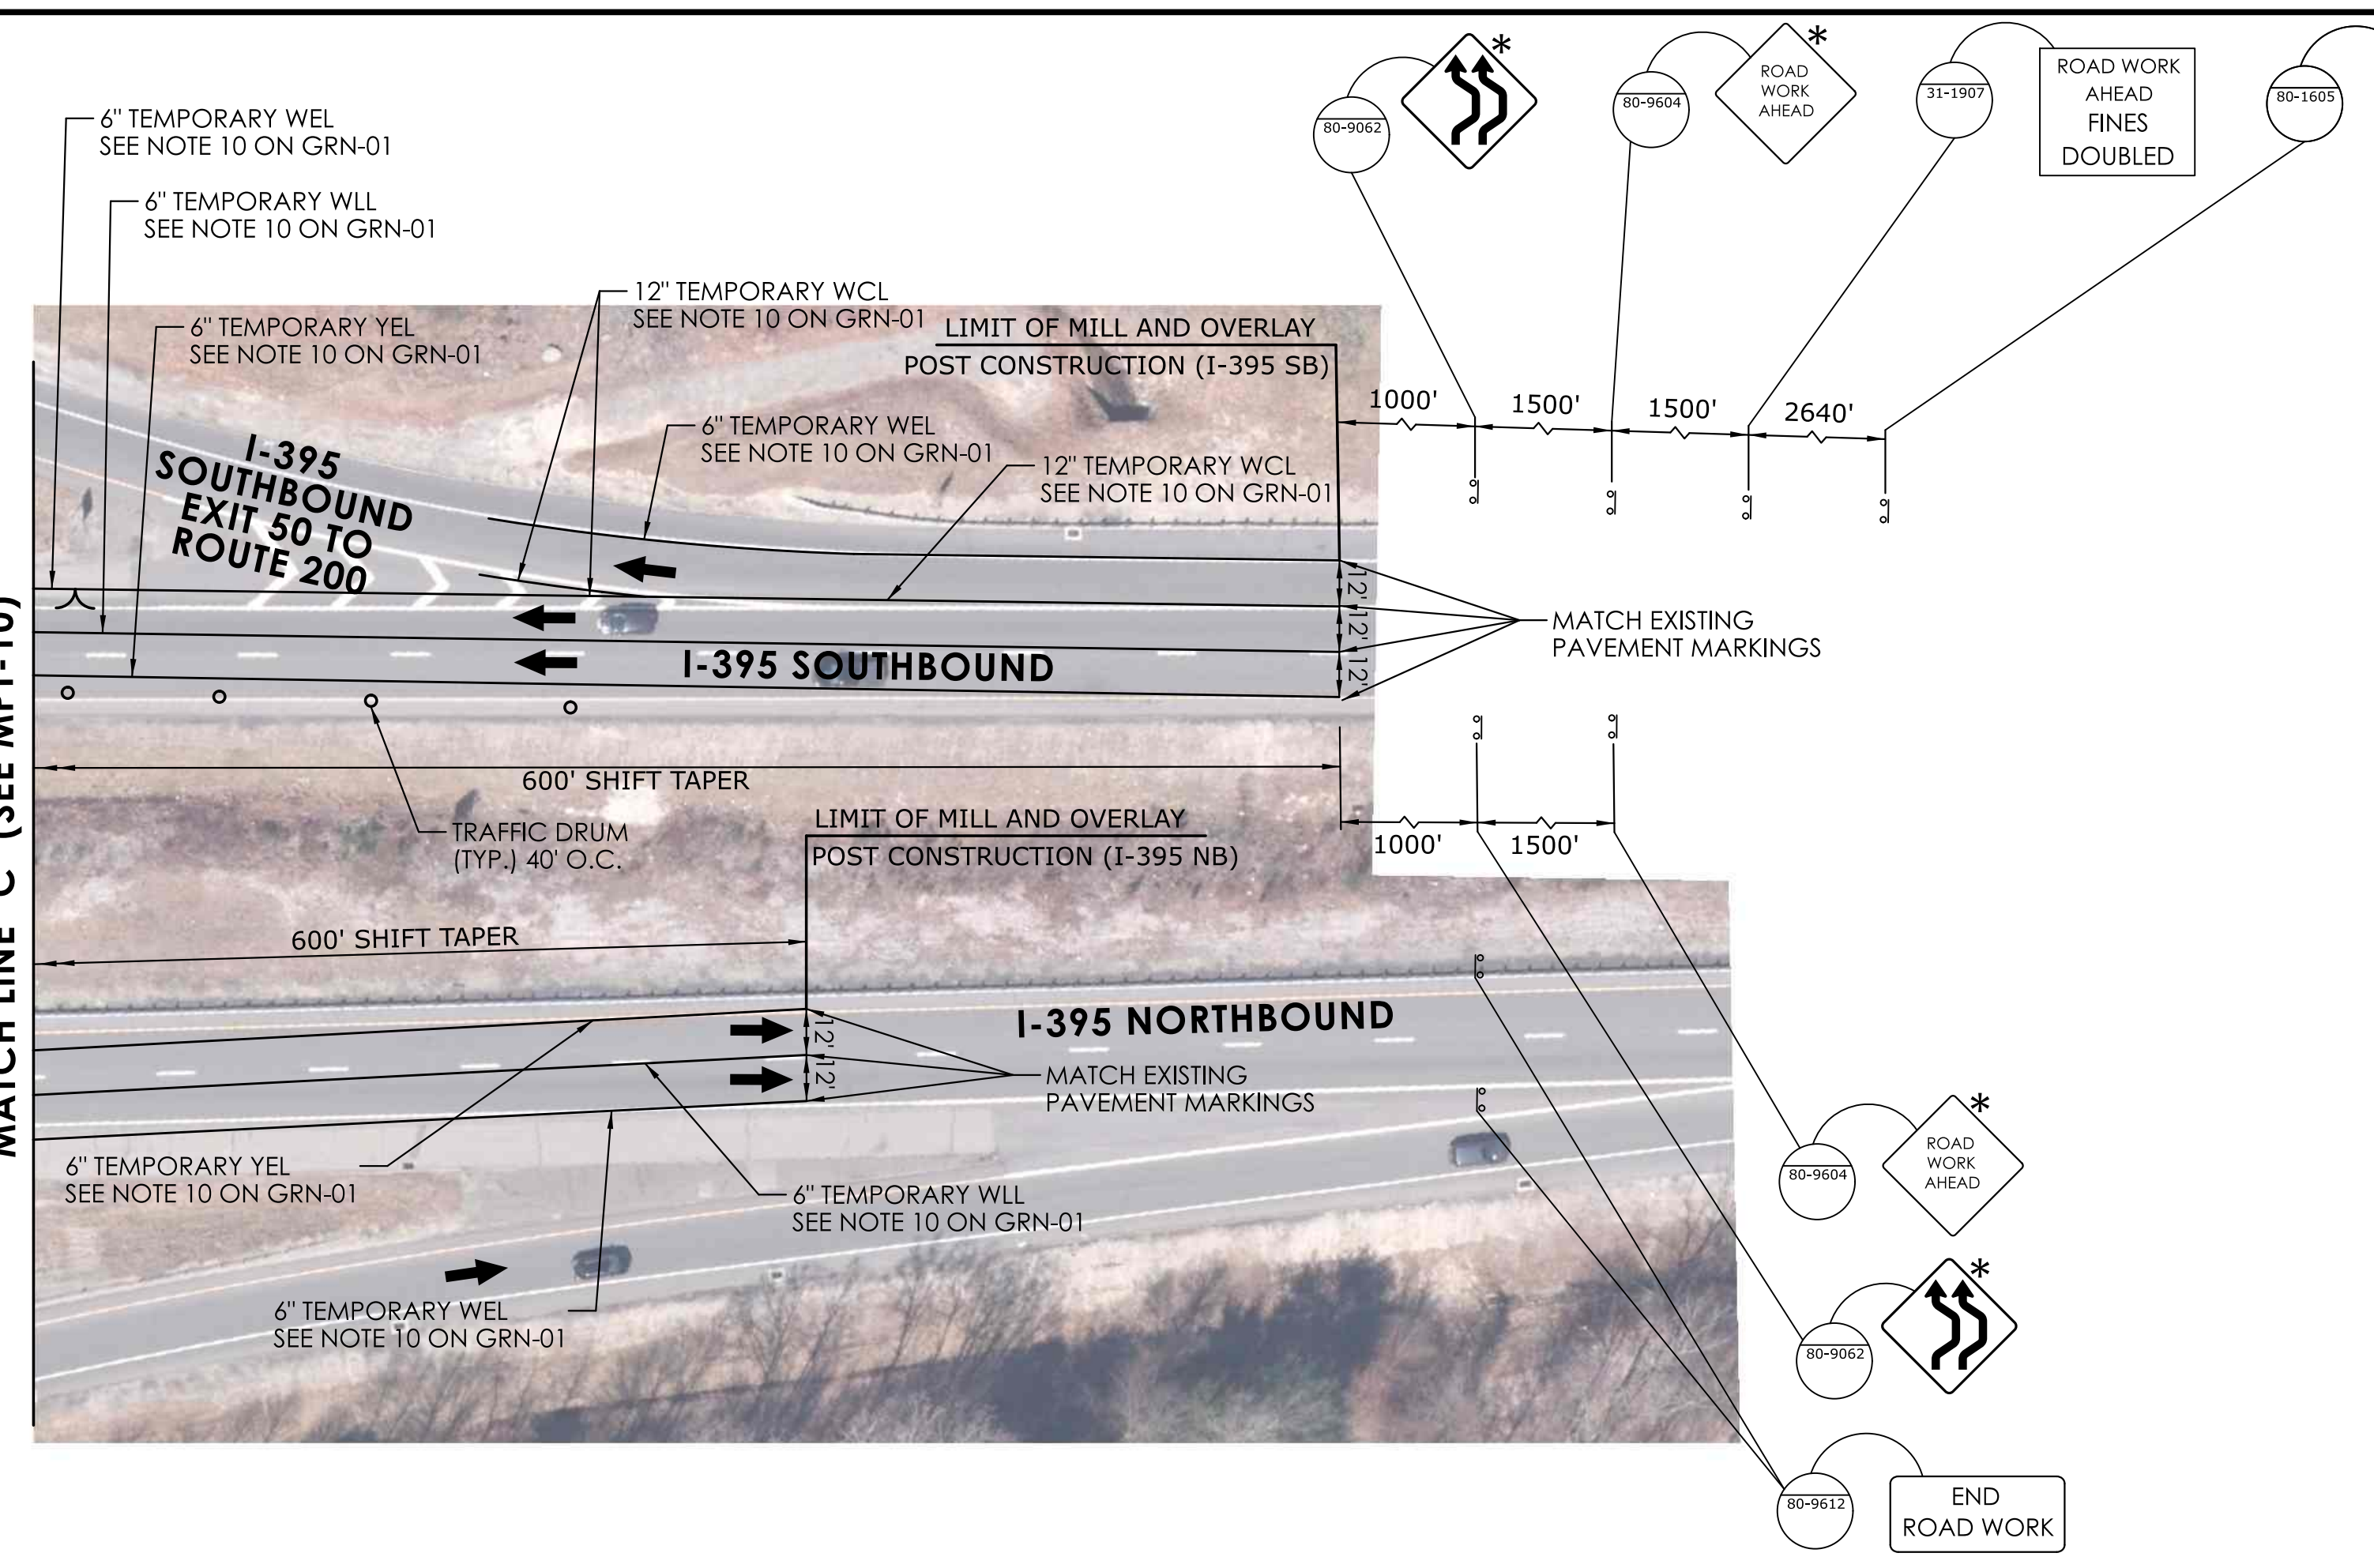 80-9062
*
80-9604
ROAD
WORK
AHEAD
*
31-1907
ROAD WORK
AHEAD
FINES
DOUBLED
80-1605
6" TEMPORARY WEL
SEE NOTE 10 ON GRN-01
6" TEMPORARY WLL
SEE NOTE 10 ON GRN-01
12" TEMPORARY WCL
SEE NOTE 10 ON GRN-01
6" TEMPORARY YEL
SEE NOTE 10 ON GRN-01
LIMIT OF MILL AND OVERLAY
POST CONSTRUCTION (I-395 SB)
1000'
1500'
1500'
2640'
6" TEMPORARY WEL
SEE NOTE 10 ON GRN-01
12" TEMPORARY WCL
SEE NOTE 10 ON GRN-01
I-395
SOUTHBOUND
EXIT 50 TO
ROUTE 200
12'
12'
12'
MATCH EXISTING
PAVEMENT MARKINGS
I-395 SOUTHBOUND
600' SHIFT TAPER
TRAFFIC DRUM
(TYP.) 40' O.C.
LIMIT OF MILL AND OVERLAY
POST CONSTRUCTION (I-395 NB)
1000'
1500'
600' SHIFT TAPER
I-395 NORTHBOUND
12'
12'
MATCH EXISTING
PAVEMENT MARKINGS
6" TEMPORARY YEL
SEE NOTE 10 ON GRN-01
6" TEMPORARY WLL
SEE NOTE 10 ON GRN-01
6" TEMPORARY WEL
SEE NOTE 10 ON GRN-01
80-9604
ROAD
WORK
AHEAD
*
80-9062
*
80-9612
END
ROAD WORK